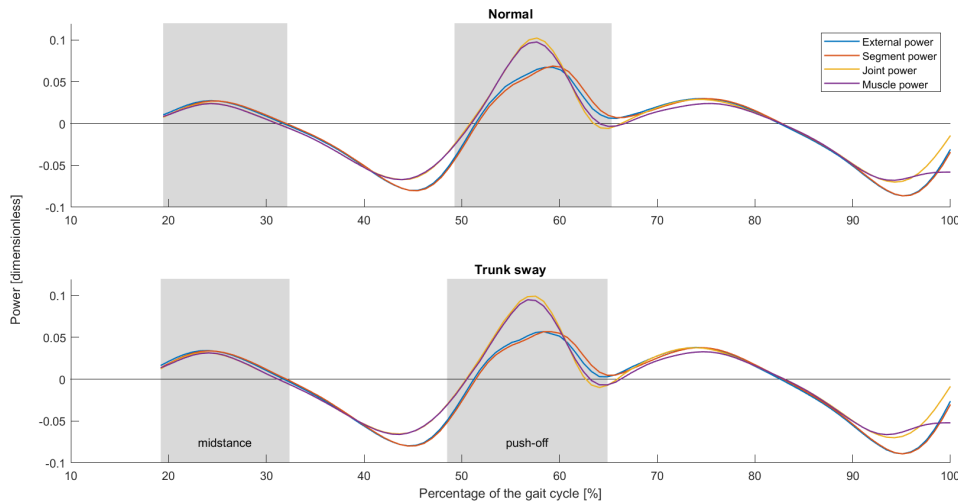 Normal
External power
Segment power
Joint power
Muscle power
0.1
0.05
0
-0.05
-0.1
10 20 30 40 50 60 70 80 90 100
Power [dimensionless]
Trunk sway
0.1
0.05
0
-0.05
-0.1
midstance
push-off
10 20 30 40 50 60 70 80 90 100
Percentage of the gait cycle [%]